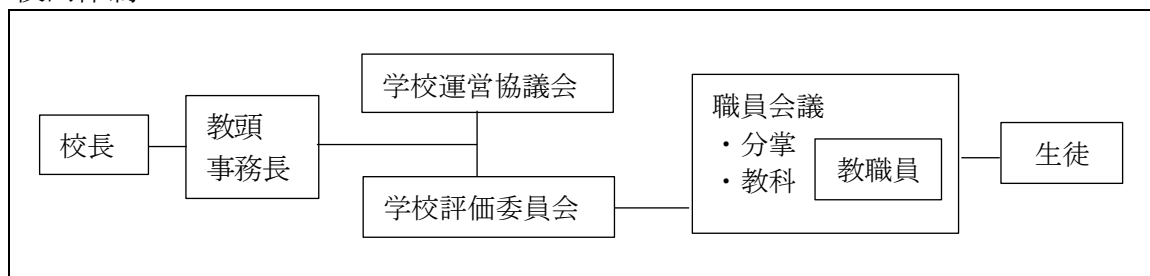 校長
教頭
事務長
学校運営協議会
学校評価委員会
職員会議
・分掌
・教科
教職員
生徒